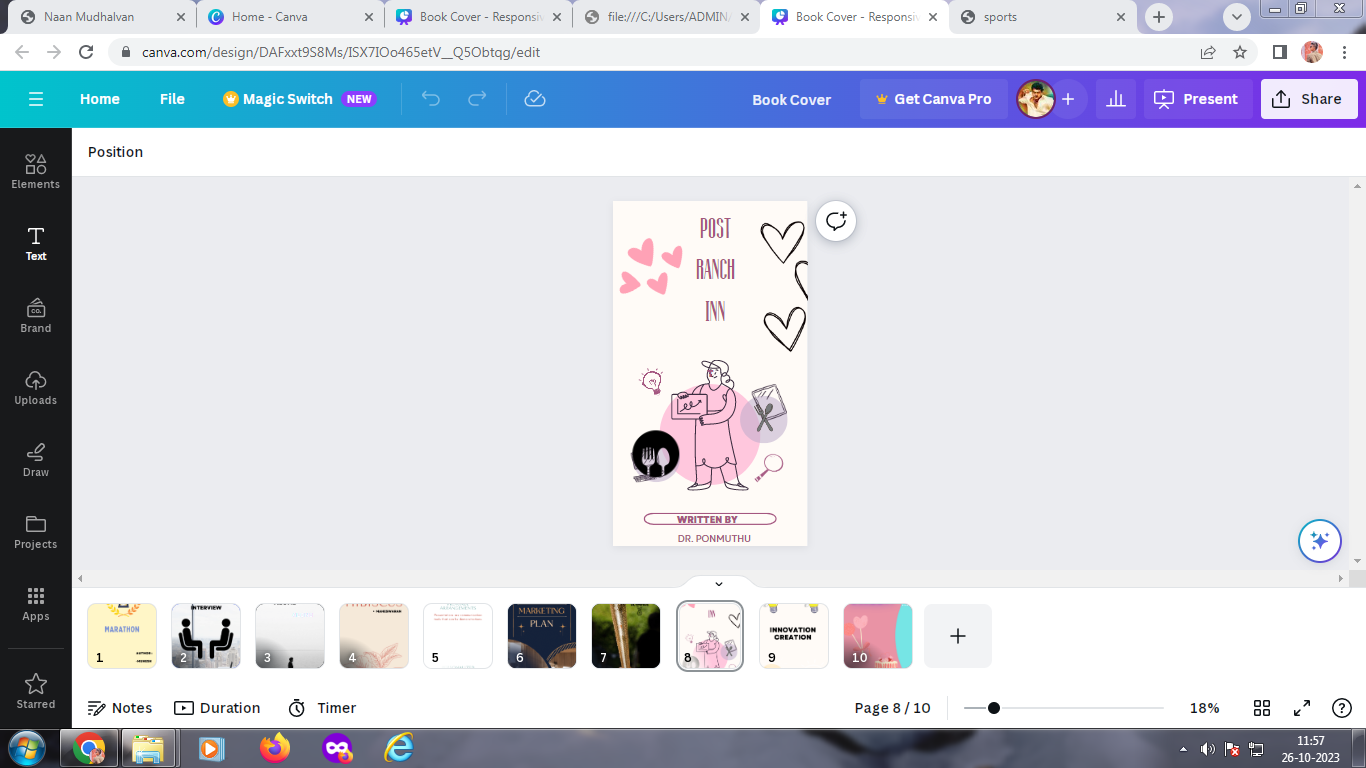 Naan Mudhalvan
Home - Canva
Book Cover - Responsiv
file:///C:/Users/ADMIN/
Book Cover - Responsiv
sports
canva.com/design/DAFxxt9S8Ms/ISX7IOo465etV__Q5Obtqg/edit
Home
File
Magic Switch
NEW
Book Cover
Get Canva Pro
Present
Share
Position
Elements
Text
Brand
Uploads
Draw
Projects
Apps
Starred
POST
RANCH
INN
WRITTEN BY
DR. PONMUTHU
MARATHON
1
INTERVIEW
2
3
4
5
MARKETING
PLAN
6
7
INN
8
INNOVATION
CREATION
9
10
Notes
Duration
Timer
Page 8 / 10
18%
11:57
26-10-2023